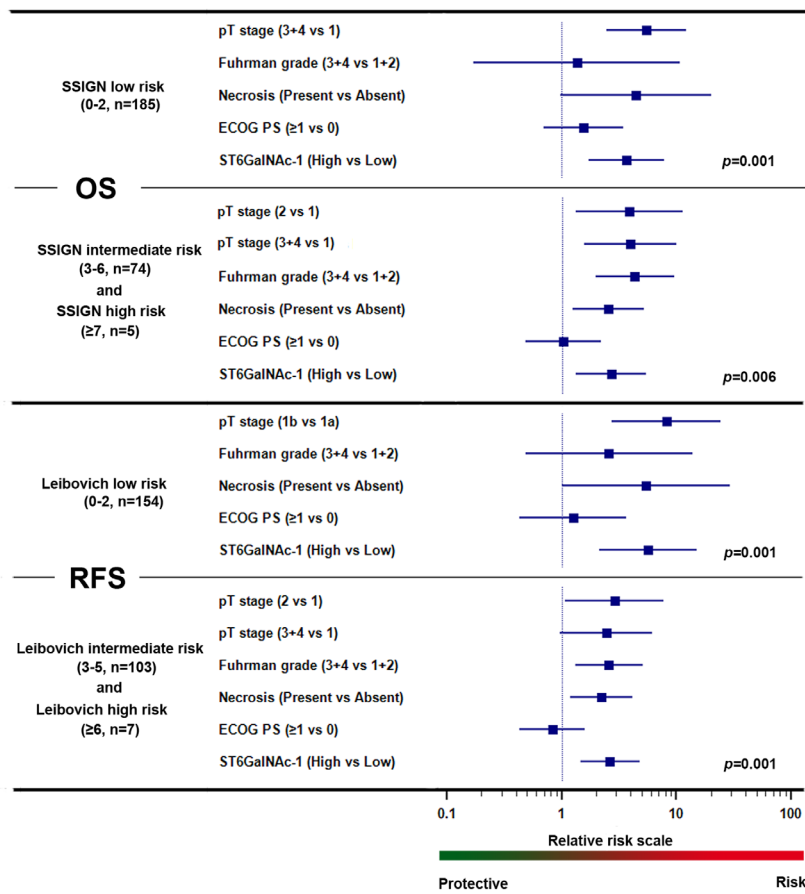 pT stage (3+4 vs 1)
Fuhrman grade (3+4 vs 1+2)
SSIGN low risk
(0-2, n=185)
Necrosis (Present vs Absent)
ECOG PS (≥1 vs 0)
ST6GalNAc-1 (High vs Low)
p=0.001
OS
pT stage (2 vs 1)
pT stage (3+4 vs 1)
SSIGN intermediate risk
(3-6, n=74)
and
SSIGN high risk
(≥7, n=5)
Fuhrman grade (3+4 vs 1+2)
Necrosis (Present vs Absent)
ECOG PS (≥1 vs 0)
ST6GalNAc-1 (High vs Low)
p=0.006
pT stage (1b vs 1a)
Fuhrman grade (3+4 vs 1+2)
Leibovich low risk
(0-2, n=154)
Necrosis (Present vs Absent)
ECOG PS (≥1 vs 0)
ST6GalNAc-1 (High vs Low)
p=0.001
RFS
pT stage (2 vs 1)
pT stage (3+4 vs 1)
Leibovich intermediate risk
(3-5, n=103)
and
Leibovich high risk
(≥6, n=7)
Fuhrman grade (3+4 vs 1+2)
Necrosis (Present vs Absent)
ECOG PS (≥1 vs 0)
ST6GalNAc-1 (High vs Low)
p=0.001
0.1 1 10 100
Relative risk scale
Protective Risk